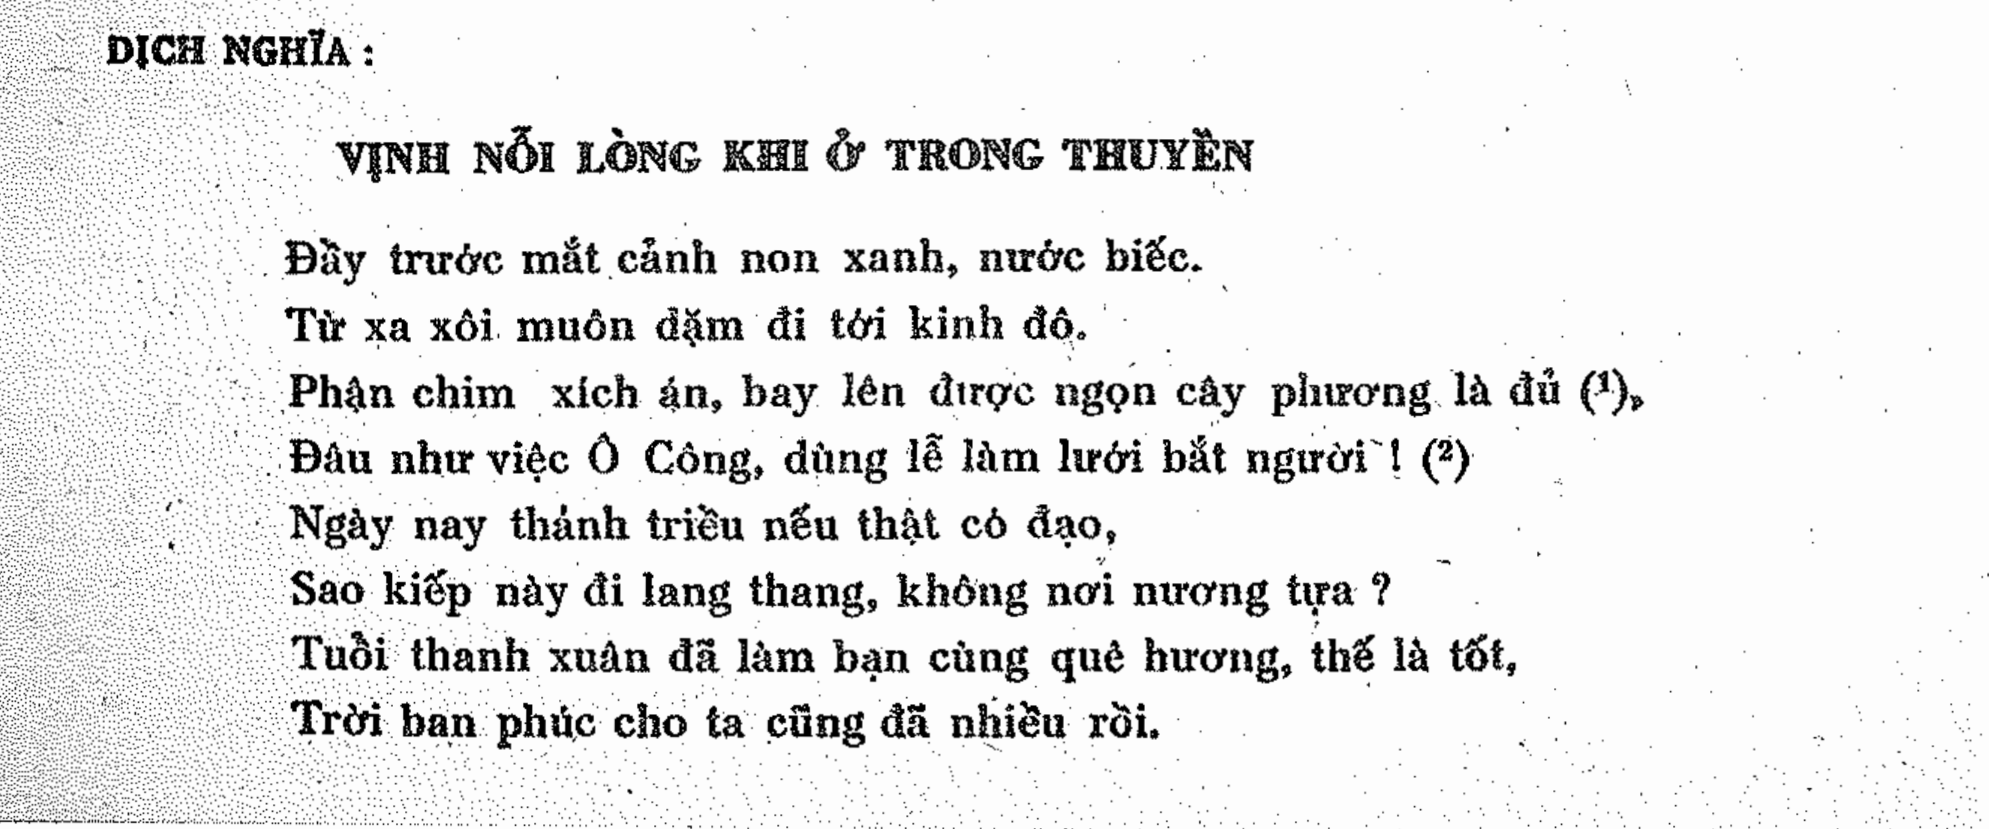 DỊCH NGHĨA :
VỊNH NỖI LÒNG KHI Ở TRONG THUYỀN
Đầy trước mắt cảnh non xanh, nước biếc.
Từ xa xôi muôn dặm đi tới kinh đô.
Phận chim xích án, bay lên được ngọn cây phương là đủ (¹),
Đâu như việc Ô Công, dùng lễ làm lưới bắt người ! (²)
Ngày nay thánh triều nếu thật có đạo,
Sao kiếp này đi lang thang, không nơi nương tựa ?
Tuổi thanh xuân đã làm bạn cùng quê hương, thế là tốt,
Trời ban phúc cho ta cũng đã nhiều rồi.